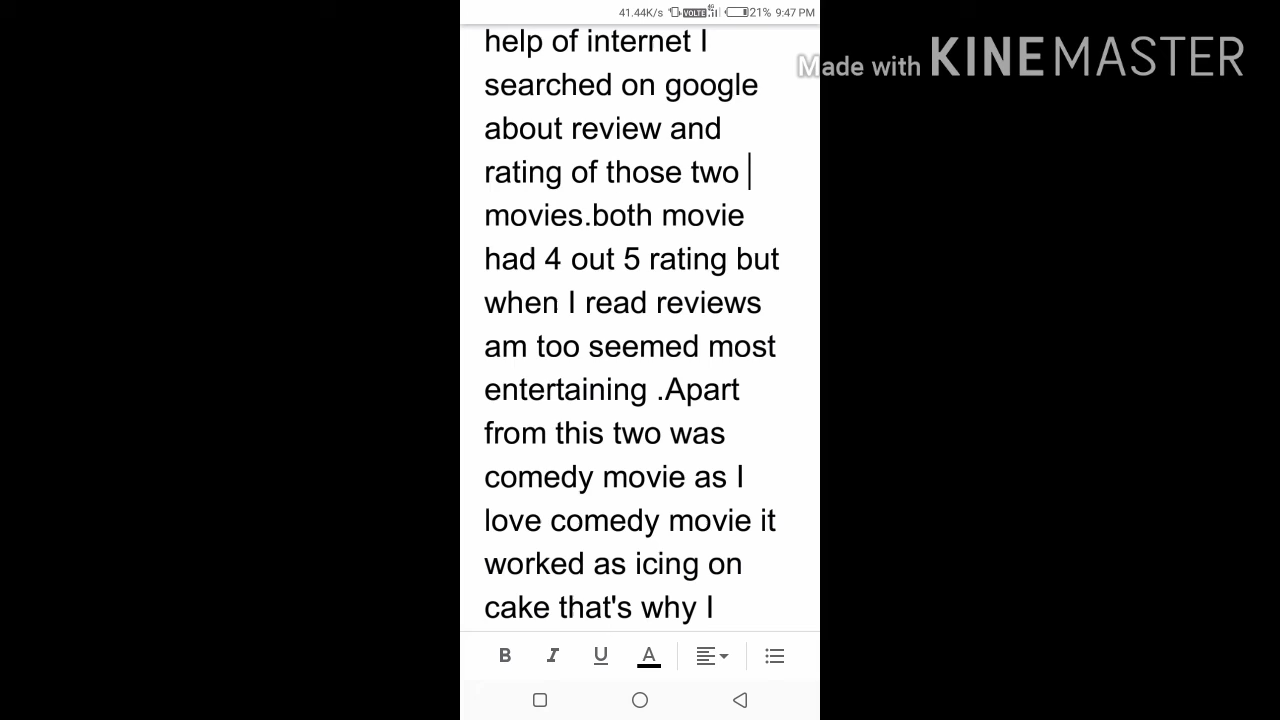 41.44K/s VOLTE 4G 21% 9:47 PM
help of internet I
searched on google
about review and
rating of those two
movies.both movie
had 4 out 5 rating but
when I read reviews
am too seemed most
entertaining .Apart
from this two was
comedy movie as I
love comedy movie it
worked as icing on
cake that's why I
B I U A
Made with KINEMASTER